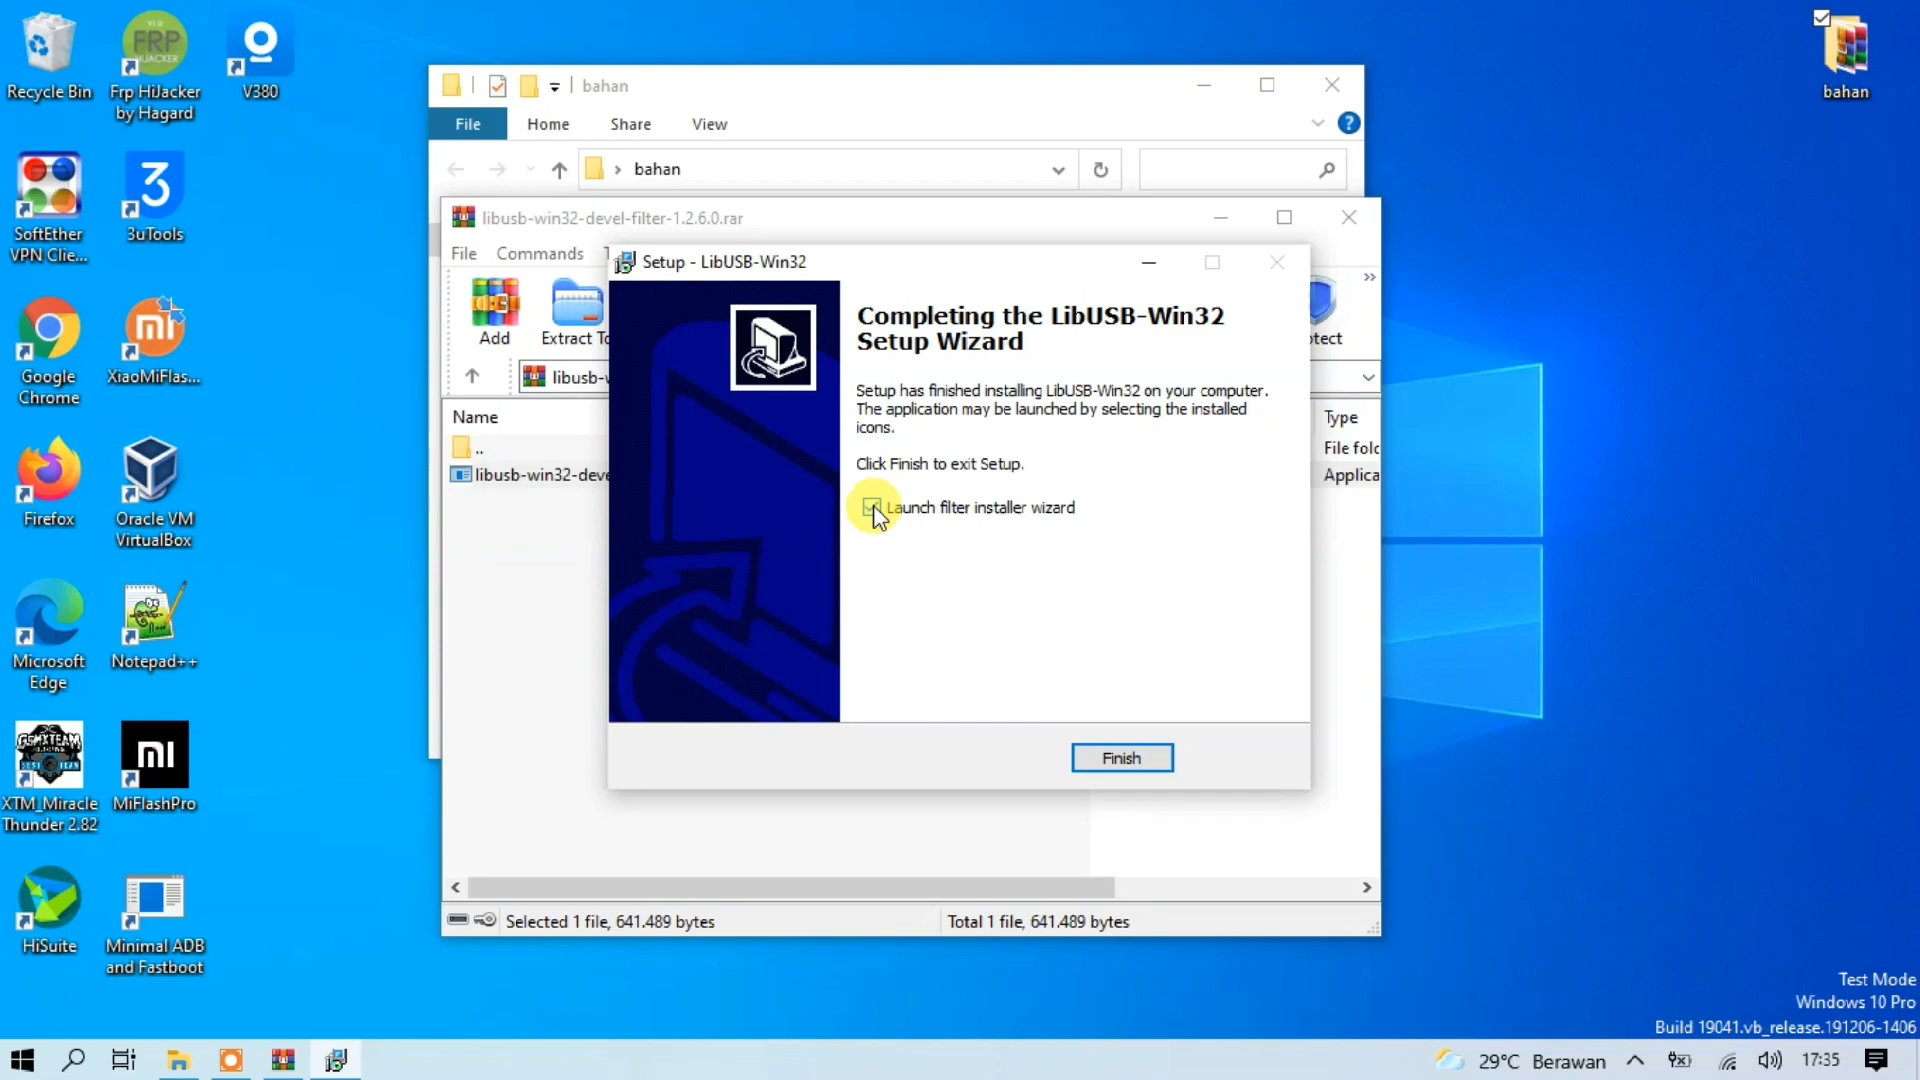 Recycle Bin
Frp HiJacker
by Hagard
V380
SoftEther
VPN Clie...
3uTools
Google
Chrome
XiaoMiFlas...
Firefox
Oracle VM
VirtualBox
Microsoft
Edge
Notepad++
XTM_Miracle
Thunder 2.82
MiFlashPro
HiSuite
Minimal ADB
and Fastboot
bahan
bahan
File
Home
Share
View
bahan
libusb-win32-devel-filter-1.2.6.0.rar
File
Commands
Add
Extract To
otect
libusb-w
Name
Type
..
File fold
libusb-win32-deve
Applica
Selected 1 file, 641.489 bytes
Total 1 file, 641.489 bytes
Setup - LibUSB-Win32
Completing the LibUSB-Win32
Setup Wizard
Setup has finished installing LibUSB-Win32 on your computer.
The application may be launched by selecting the installed
icons.
Click Finish to exit Setup.
Launch filter installer wizard
Finish
Test Mode
Windows 10 Pro
Build 19041.vb_release.191206-1406
29°C Berawan
17:35